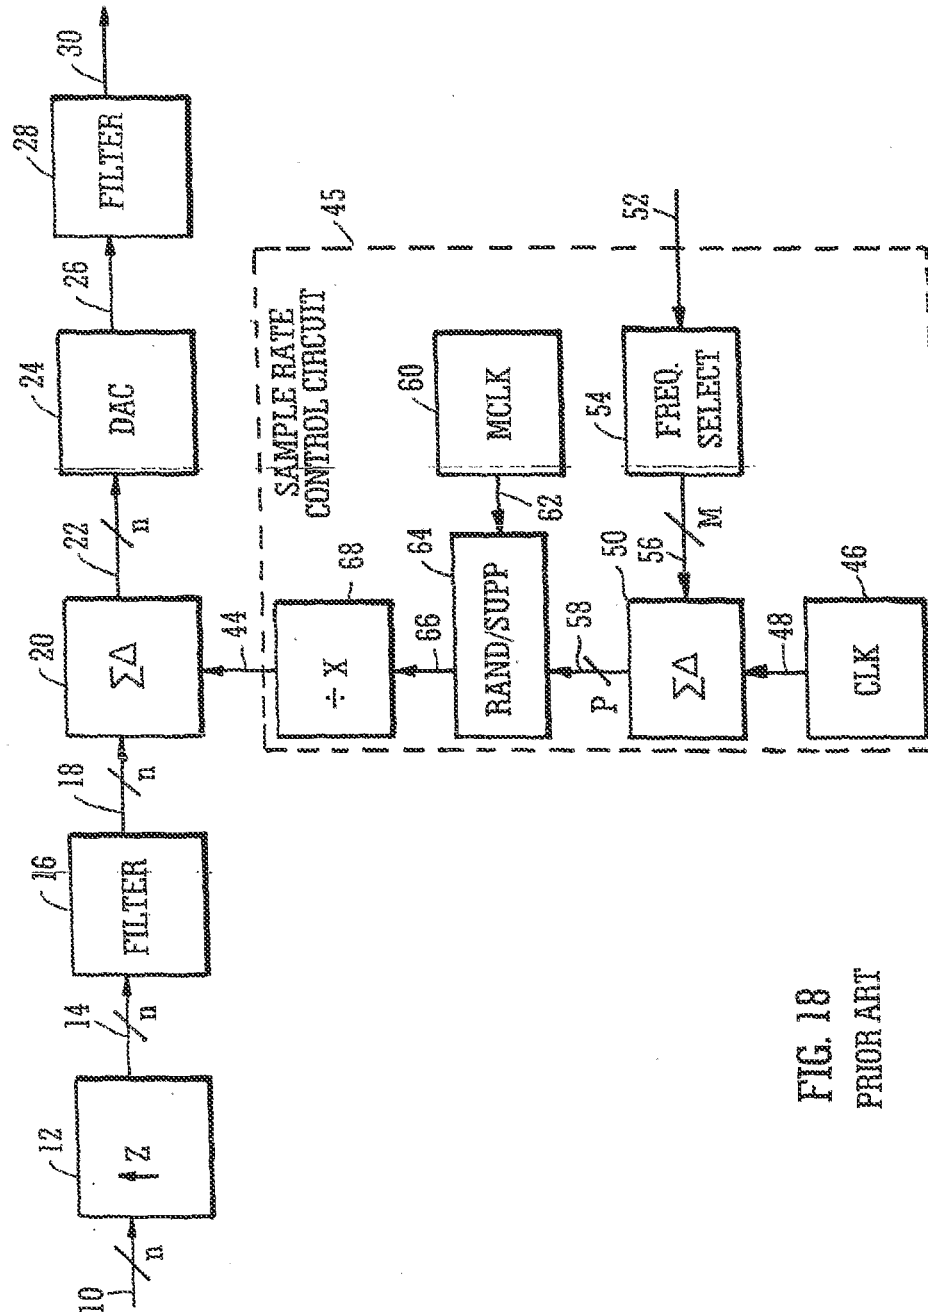 10
n
12
↑Z
14
n
16
FILTER
18
n
20
ΣΔ
22
n
24
DAC
26
28
FILTER
30
44
45
SAMPLE RATE
CONTROL CIRCUIT
÷ X
68
66
RAND/SUPP
64
62
MCLK
60
58
P
ΣΔ
50
56
M
FREQ.
SELECT
54
52
48
CLK
46
FIG. 18
PRIOR ART